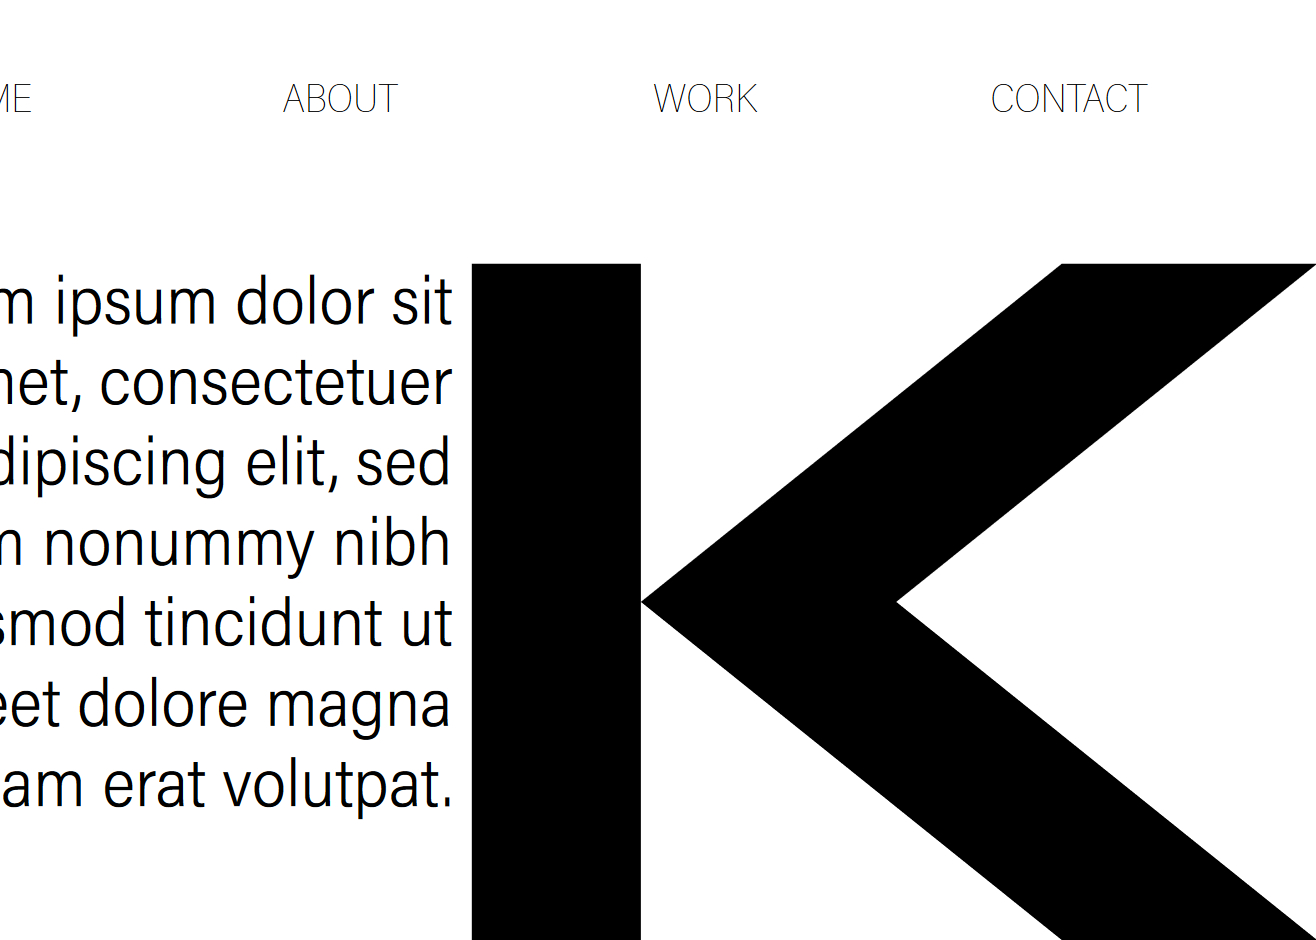 ME ABOUT WORK CONTACT
m ipsum dolor sit
net, consectetuer
dipiscing elit, sed
m nonummy nibh
smod tincidunt ut
eet dolore magna
am erat volutpat.
K